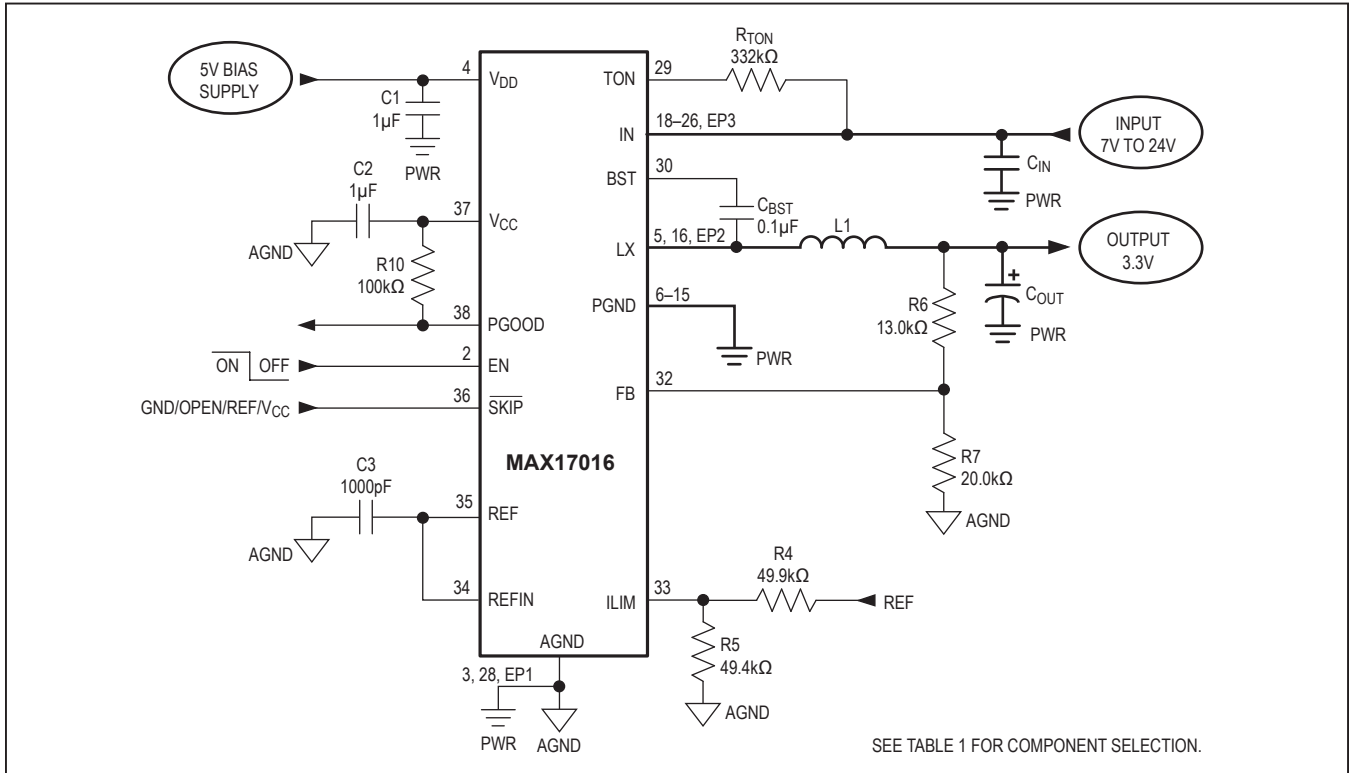 5V BIAS
SUPPLY
4
VDD
C1
1µF
PWR
C2
1µF
37
VCC
AGND
R10
100kΩ
38
PGOOD
ON
OFF
2
EN
GND/OPEN/REF/VCC
36
SKIP
MAX17016
C3
1000pF
35
REF
AGND
34
REFIN
AGND
3, 28, EP1
PWR
AGND
TON
29
RTON
332kΩ
IN
18–26, EP3
INPUT
7V TO 24V
CIN
PWR
BST
30
CBST
0.1µF
LX
5, 16, EP2
L1
OUTPUT
3.3V
+
COUT
PWR
PGND
6–15
PWR
R6
13.0kΩ
FB
32
R7
20.0kΩ
AGND
ILIM
33
R4
49.9kΩ
REF
R5
49.4kΩ
AGND
SEE TABLE 1 FOR COMPONENT SELECTION.